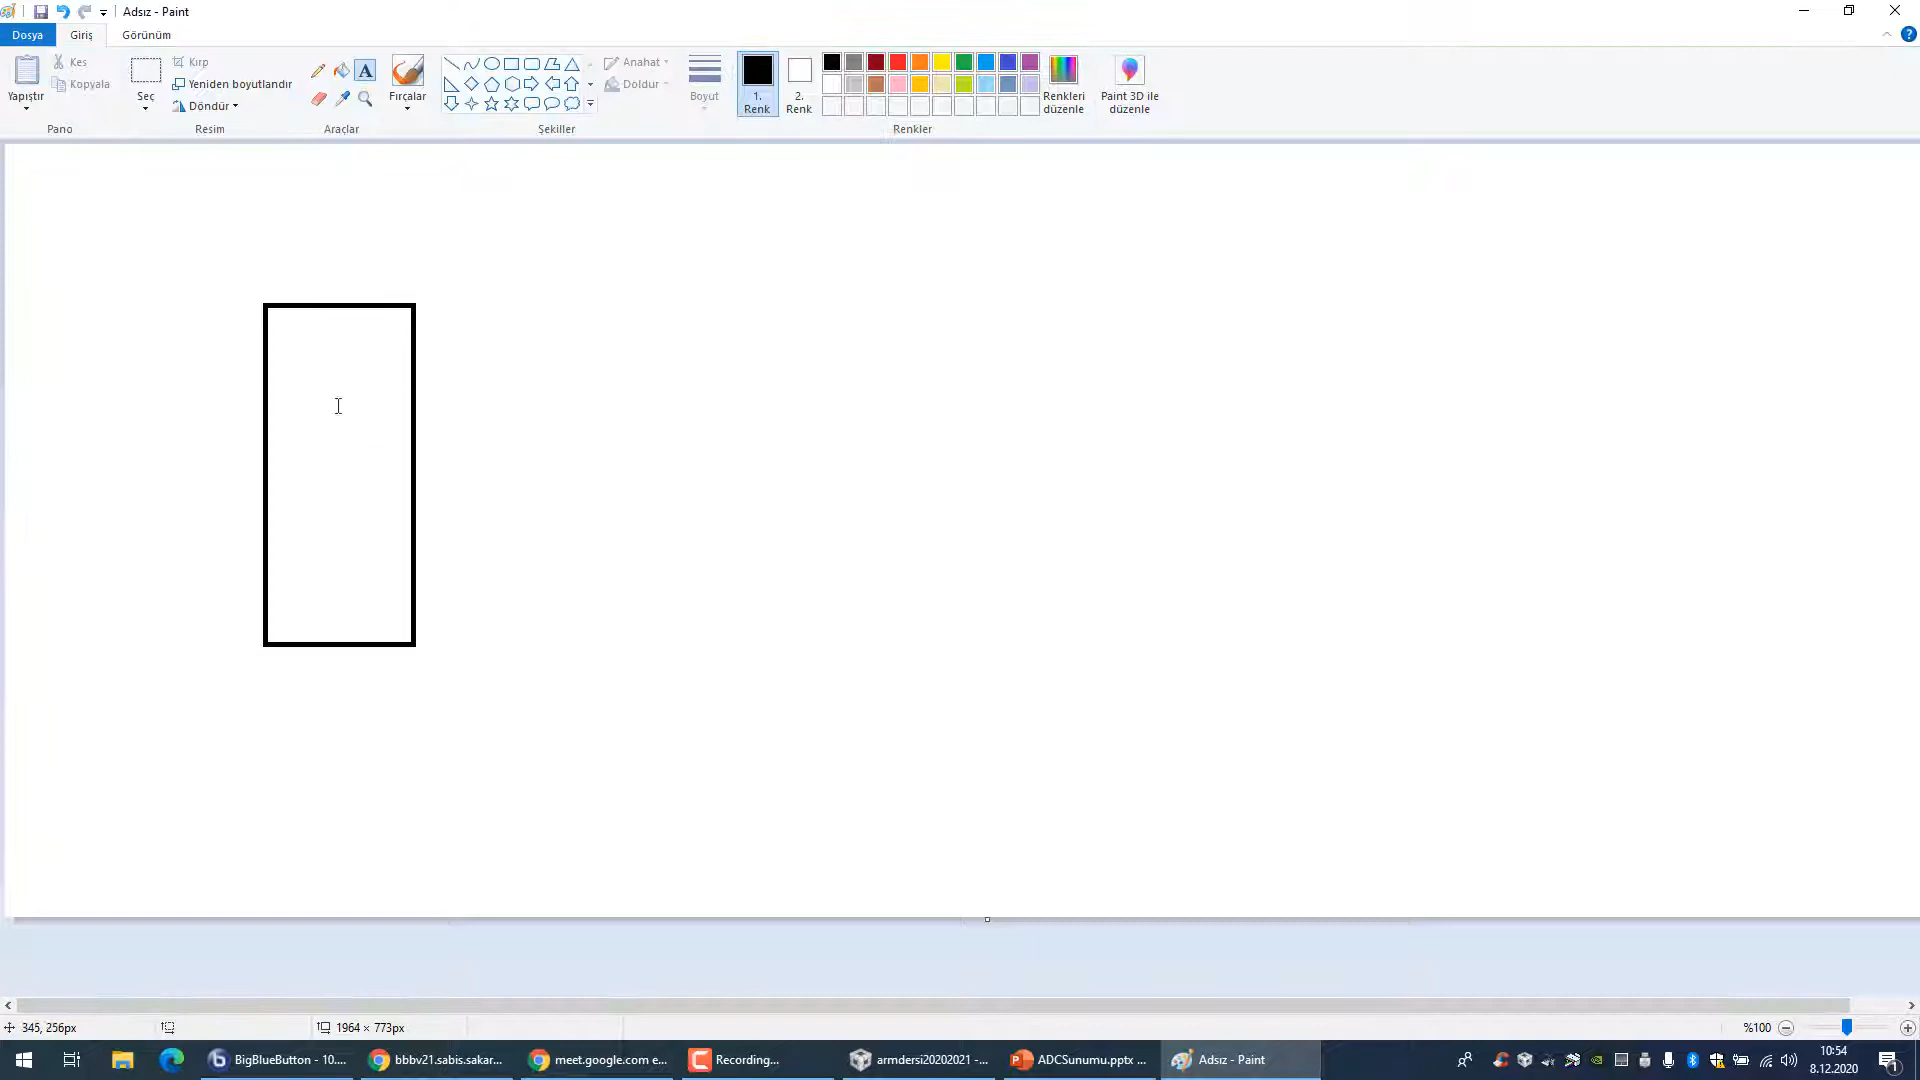 Adsız - Paint
Dosya
Giriş
Görünüm
Yapıştır
Kes
Kopyala
Pano
Seç
Kırp
Yeniden boyutlandır
Döndür
Resim
A
Araçlar
Fırçalar
Şekiller
Anahat
Doldur
Boyut
1.
Renk
2.
Renk
Renkler
Renkleri
düzenle
Paint 3D ile
düzenle
345, 256px
1964 × 773px
%100
BigBlueButton - 10....
bbbv21.sabis.sakar...
meet.google.com e...
Recording...
armdersi20202021 -...
ADCSunumu.pptx ...
Adsız - Paint
10:54
8.12.2020
1